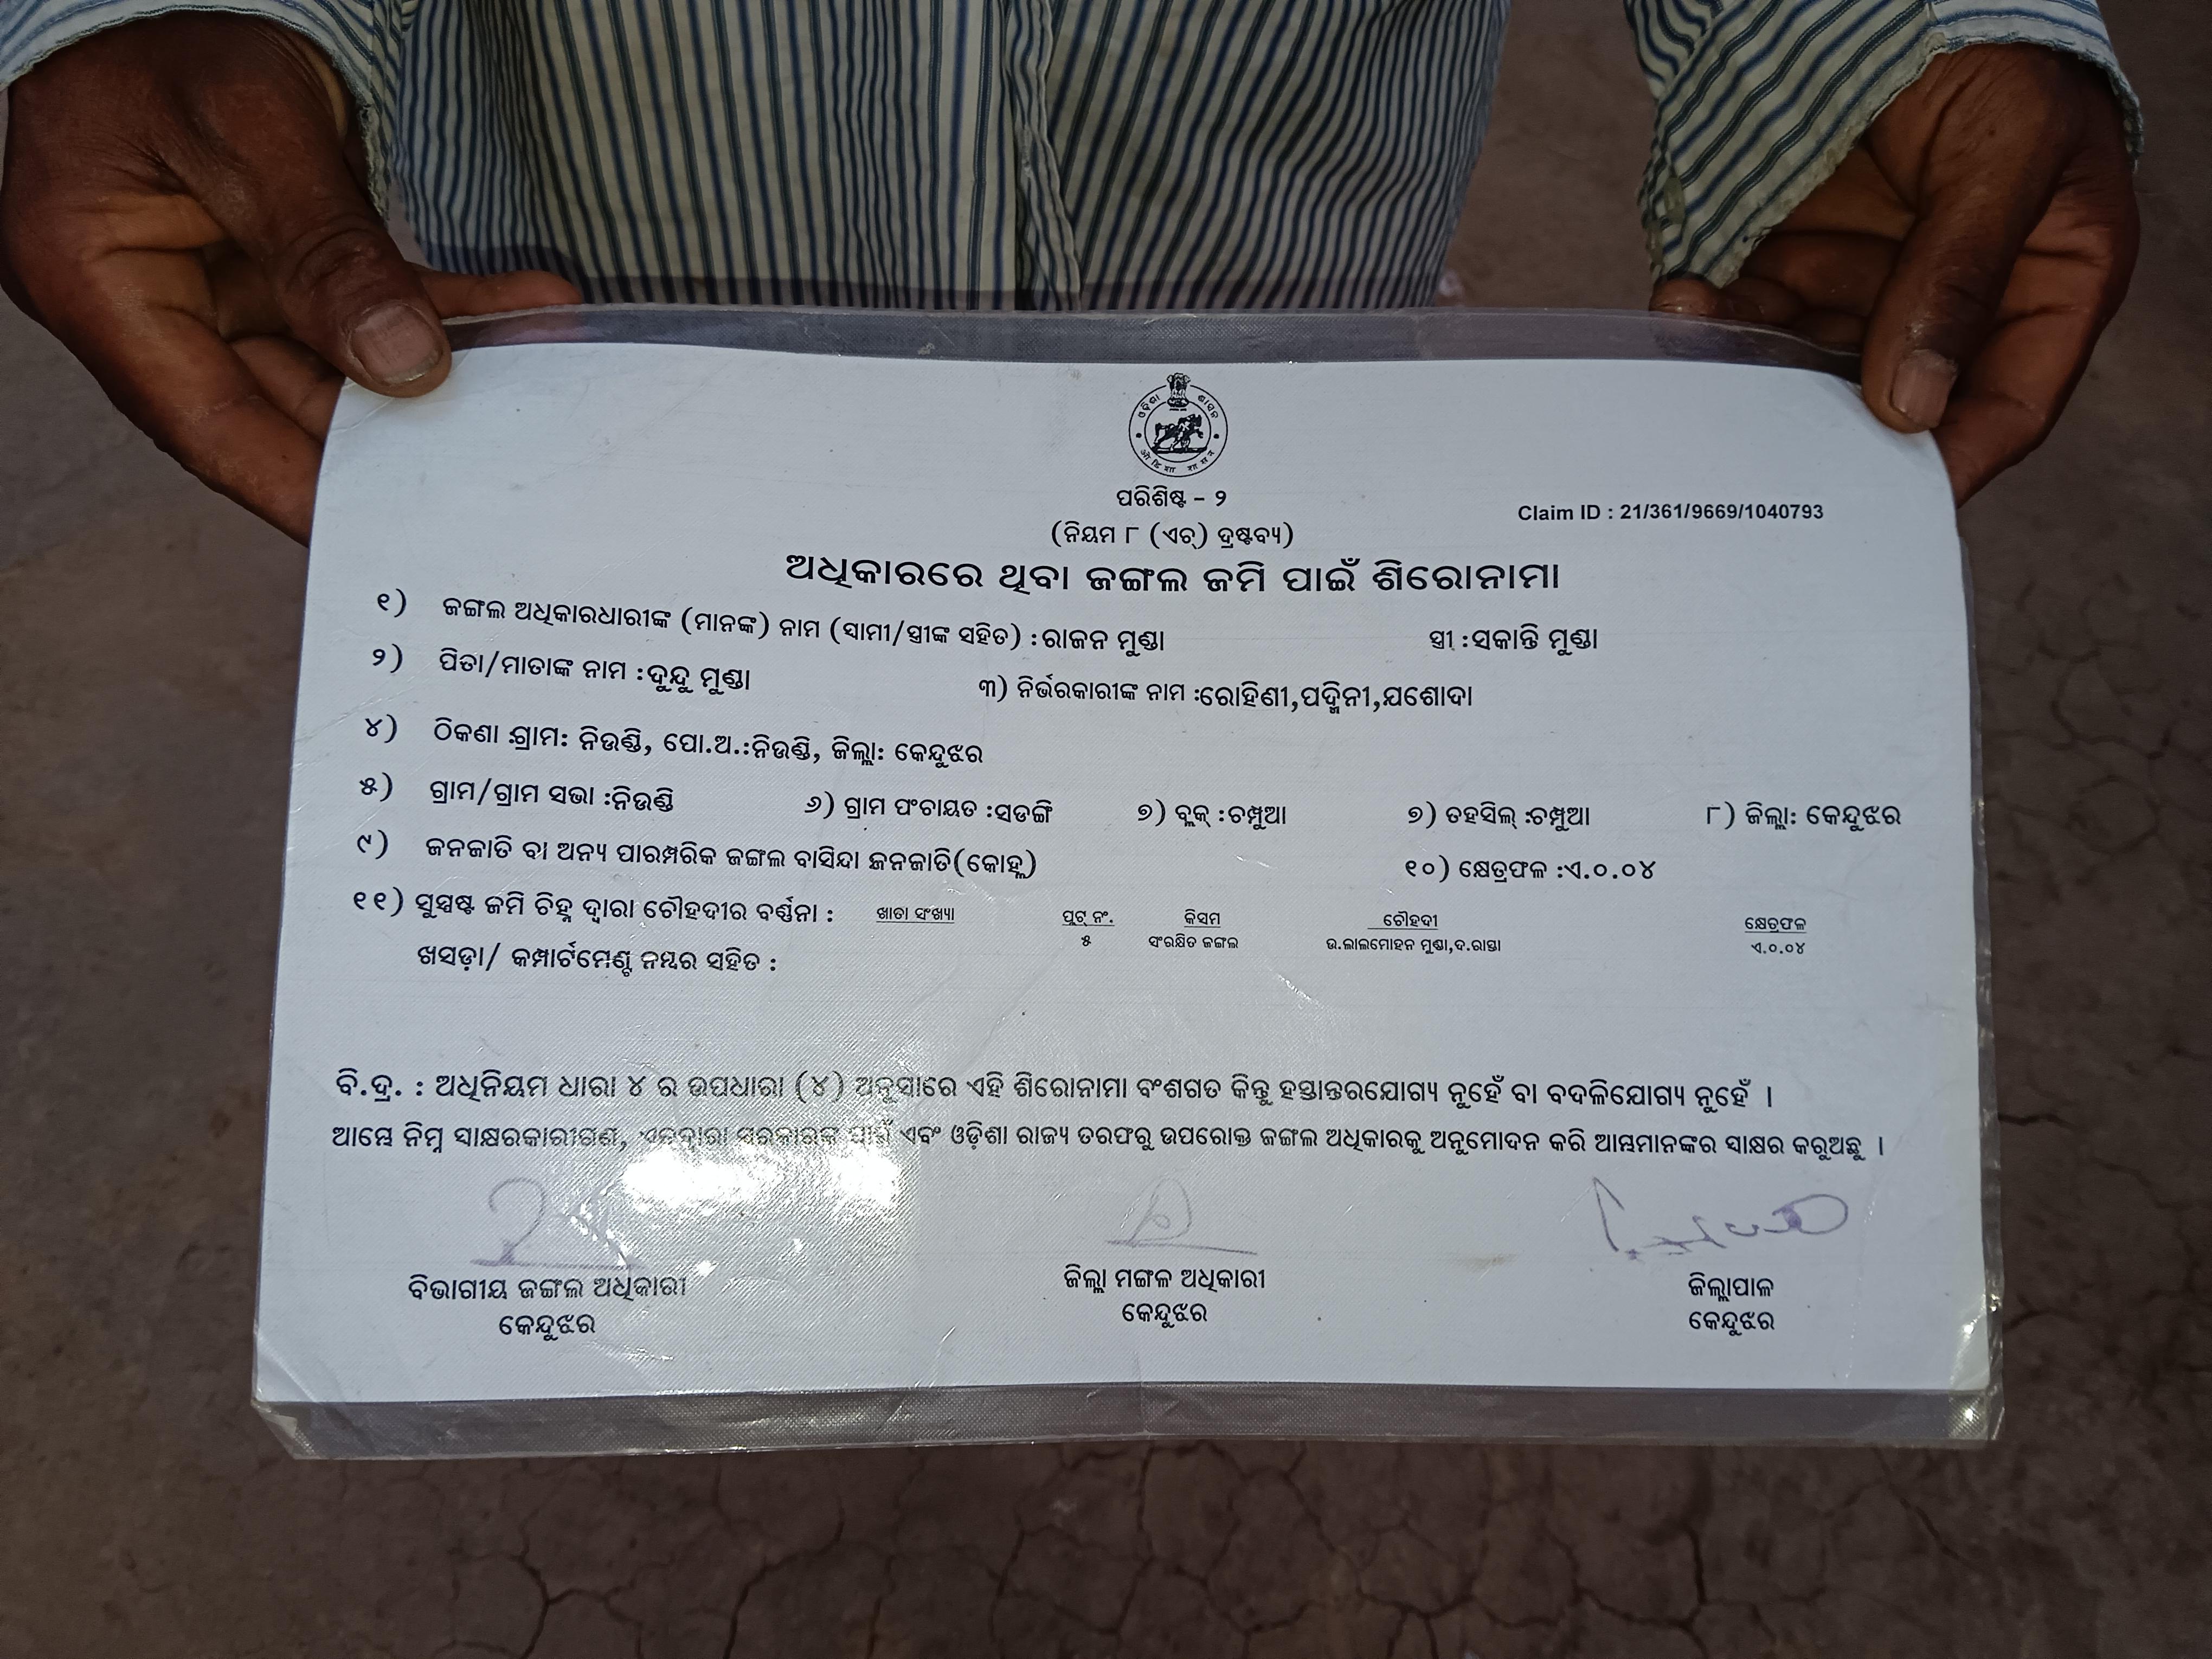 ଓଡ଼ିଶା ଶାସନ
ओडिशा शासन
ପରିଶିଷ୍ଟ - ୨
(ନିୟମ ୮ (ଏଚ୍) ଦ୍ରଷ୍ଟବ୍ୟ)
Claim ID : 21/361/9669/1040793
ଅଧିକାରରେ ଥିବା ଜଙ୍ଗଲ ଜମି ପାଇଁ ଶିରୋନାମା
୧) ଜଙ୍ଗଲ ଅଧିକାରଧାରୀଙ୍କ (ମାନଙ୍କ) ନାମ (ସ୍ୱାମୀ/ସ୍ତ୍ରୀଙ୍କ ସହିତ) :ରାଜନ ମୁଣ୍ଡା ସ୍ତ୍ରୀ :ସକାନ୍ତି ମୁଣ୍ଡା
୨) ପିତା/ମାତାଙ୍କ ନାମ :ଦୁନ୍ଦୁ ମୁଣ୍ଡା ୩) ନିର୍ଭରକାରୀଙ୍କ ନାମ :ରୋହିଣୀ,ପଦ୍ମିନୀ,ଯଶୋଦା
୪) ଠିକଣା :ଗ୍ରାମ: ନିଉଣ୍ଡି, ପୋ.ଅ.:ନିଉଣ୍ଡି, ଜିଲ୍ଲା: କେନ୍ଦୁଝର
୫) ଗ୍ରାମ/ଗ୍ରାମ ସଭା :ନିଉଣ୍ଡି ୬) ଗ୍ରାମ ପଂଚାୟତ :ସଡଙ୍ଗି ୭) ବ୍ଲକ୍ :ଚମ୍ପୁଆ ୭) ତହସିଲ୍ :ଚମ୍ପୁଆ ୮) ଜିଲ୍ଲା: କେନ୍ଦୁଝର
୯) ଜନଜାତି ବା ଅନ୍ୟ ପାରମ୍ପରିକ ଜଙ୍ଗଲ ବାସିନ୍ଦା :ଜନଜାତି(କୋହ୍ଲ) ୧୦) କ୍ଷେତ୍ରଫଳ :ଏ.୦.୦୪
୧୧) ସୁସ୍ପଷ୍ଟ ଜମି ଚିହ୍ନ ଦ୍ୱାରା ଚୌହଦୀର ବର୍ଣ୍ଣନା : ଖାତା ସଂଖ୍ୟା ପ୍ଲଟ୍ ନଂ. କିସମ ଚୌହଦୀ କ୍ଷେତ୍ରଫଳ
୫ ସଂରକ୍ଷିତ ଜଙ୍ଗଲ ଉ.ଲାଲମୋହନ ମୁଣ୍ଡା,ଦ.ରାସ୍ତା ଏ.୦.୦୪
ଖସଡ଼ା/ କମ୍ପାର୍ଟମେଣ୍ଟ ନମ୍ବର ସହିତ :
ବି.ଦ୍ର. : ଅଧିନିୟମ ଧାରା ୪ ର ଉପଧାରା (୪) ଅନୁସାରେ ଏହି ଶିରୋନାମା ବଂଶଗତ କିନ୍ତୁ ହସ୍ତାନ୍ତରଯୋଗ୍ୟ ନୁହେଁ ବା ବଦଳିଯୋଗ୍ୟ ନୁହେଁ ।
ଆମ୍ଭେ ନିମ୍ନ ସାକ୍ଷରକାରୀଗଣ, ଏତଦ୍ୱାରା ସରକାରଙ୍କ ପାଇଁ ଏବଂ ଓଡ଼ିଶା ରାଜ୍ୟ ତରଫରୁ ଉପରୋକ୍ତ ଜଙ୍ଗଲ ଅଧିକାରକୁ ଅନୁମୋଦନ କରି ଆମ୍ଭମାନଙ୍କର ସାକ୍ଷର କରୁଅଛୁ ।
ବିଭାଗୀୟ ଜଙ୍ଗଲ ଅଧିକାରୀ ଜିଲ୍ଲା ମଙ୍ଗଳ ଅଧିକାରୀ ଜିଲ୍ଲାପାଳ
କେନ୍ଦୁଝର କେନ୍ଦୁଝର କେନ୍ଦୁଝର